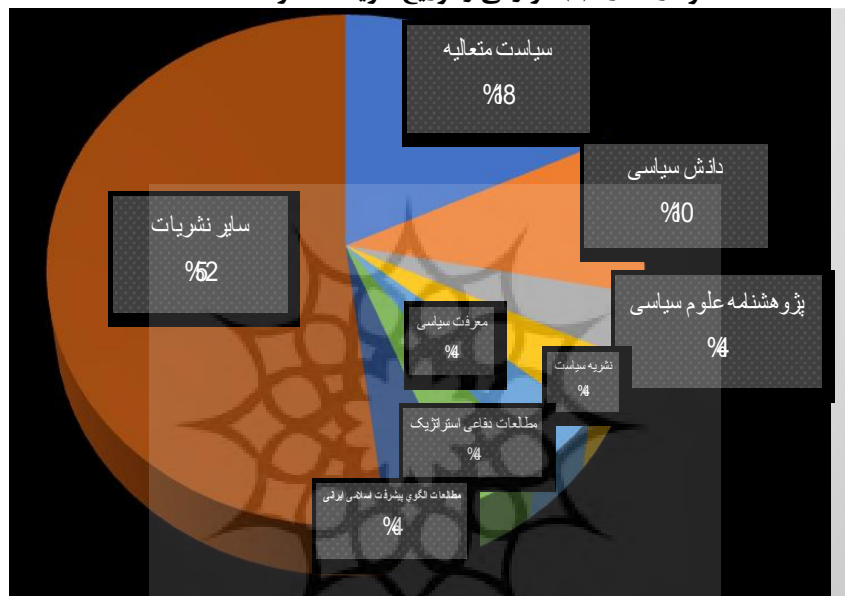 سیاست متعالیه
%18
دانش سیاسی
%10
پژوهشنامه علوم سیاسی
%4
نشریه سیاست
%4
معرفت سیاسی
%4
مطالعات دفاعی استراتژیک
%4
مطالعات الگوي پیشرفت اسلامی ایرانی
%4
سایر نشریات
%52